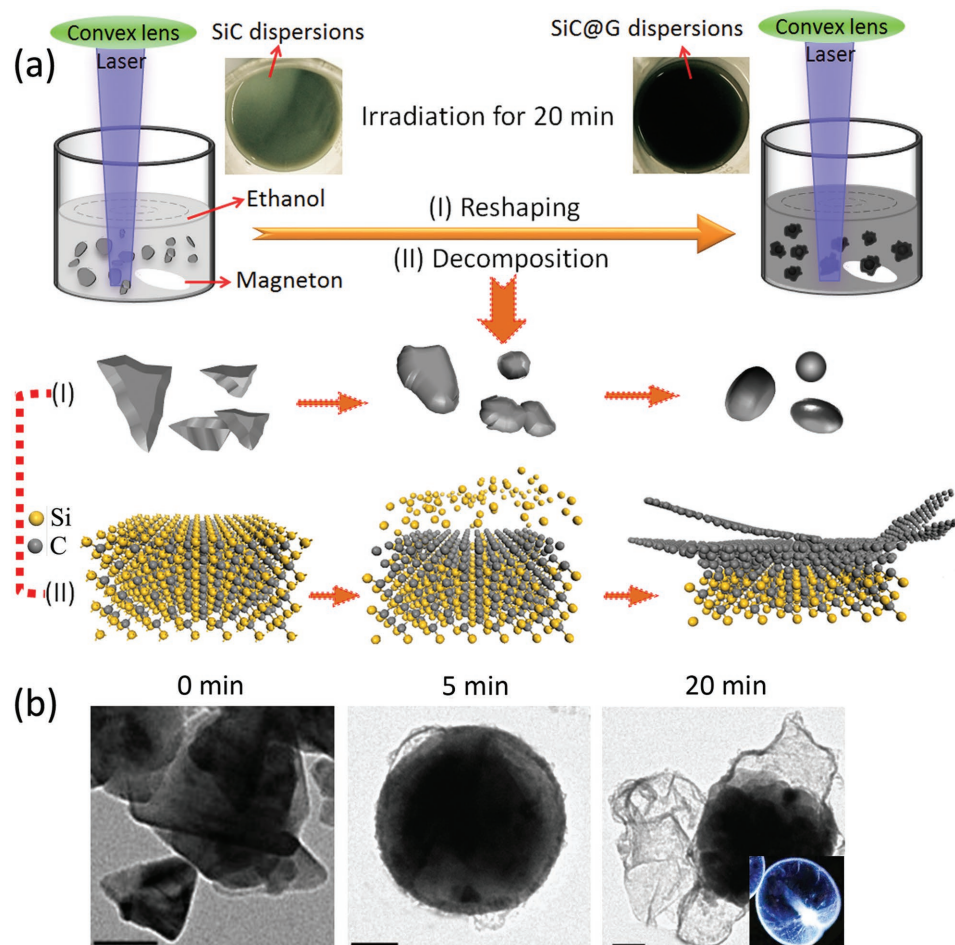 Convex lens
Laser
SiC dispersions
SiC@G dispersions
Convex lens
Laser
(a)
Irradiation for 20 min
Ethanol
(I) Reshaping
(II) Decomposition
Magneton
(I)
Si
C
(II)
(b)
0 min
5 min
20 min